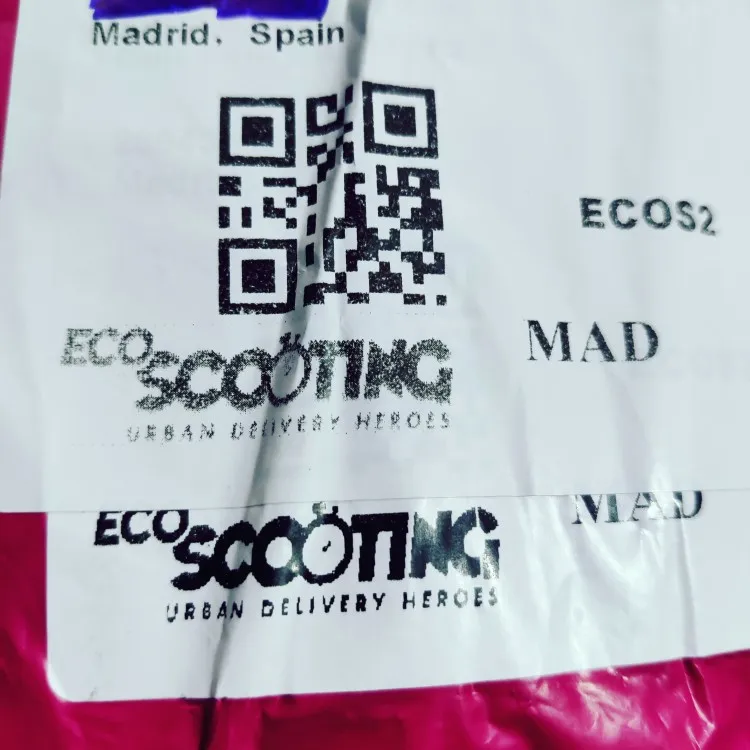 Madrid. Spain
ECOS2
MAD
ECO
SCOOTING
URBAN DELIVERY HEROES
MAD
ECO
SCOOTING
URBAN DELIVERY HEROES